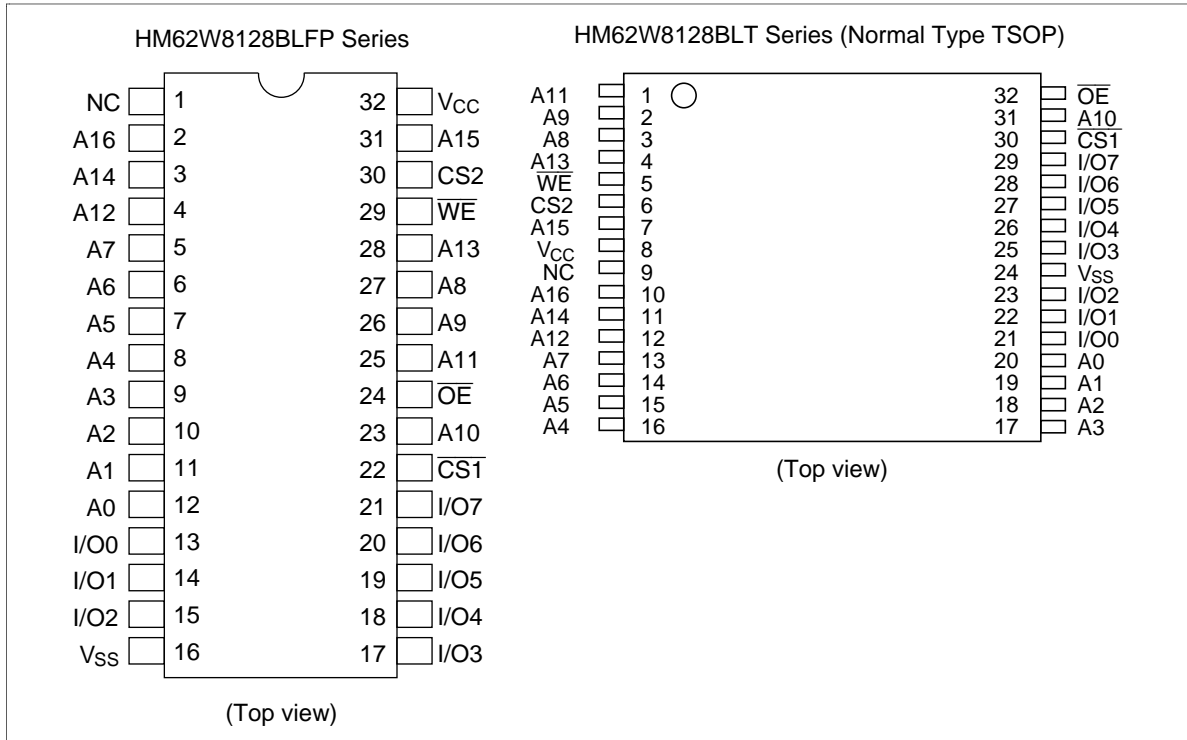 HM62W8128BLFP Series
NC 1 32 VCC
A16 2 31 A15
A14 3 30 CS2
A12 4 29 W̅E̅
A7 5 28 A13
A6 6 27 A8
A5 7 26 A9
A4 8 25 A11
A3 9 24 O̅E̅
A2 10 23 A10
A1 11 22 C̅S̅1̅
A0 12 21 I/O7
I/O0 13 20 I/O6
I/O1 14 19 I/O5
I/O2 15 18 I/O4
VSS 16 17 I/O3
(Top view)
HM62W8128BLT Series (Normal Type TSOP)
A11 1 32 O̅E̅
A9 2 31 A10
A8 3 30 C̅S̅1̅
A13 4 29 I/O7
W̅E̅ 5 28 I/O6
CS2 6 27 I/O5
A15 7 26 I/O4
VCC 8 25 I/O3
NC 9 24 VSS
A16 10 23 I/O2
A14 11 22 I/O1
A12 12 21 I/O0
A7 13 20 A0
A6 14 19 A1
A5 15 18 A2
A4 16 17 A3
(Top view)